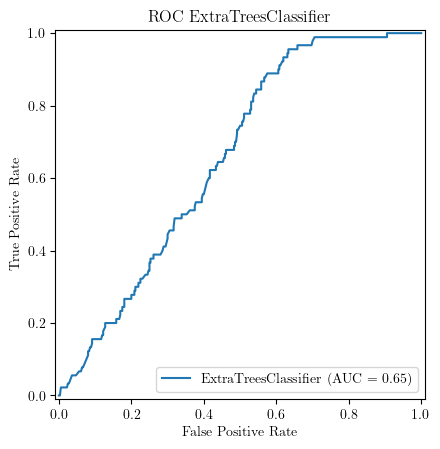 ROC ExtraTreesClassifier
1.0
0.8
0.6
0.4
0.2
0.0
True Positive Rate
ExtraTreesClassifier (AUC = 0.65)
0.0 0.2 0.4 0.6 0.8 1.0
False Positive Rate